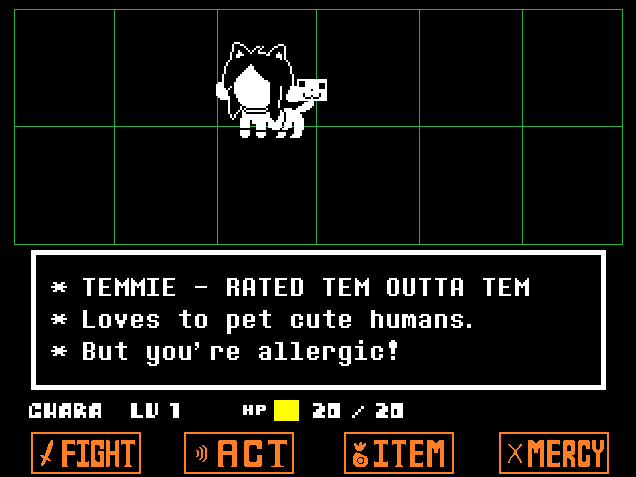 * TEMMIE - RATED TEM OUTTA TEM
* Loves to pet cute humans.
* But you're allergic!
CHARA LV 1 HP 20 / 20
FIGHT ACT ITEM MERCY